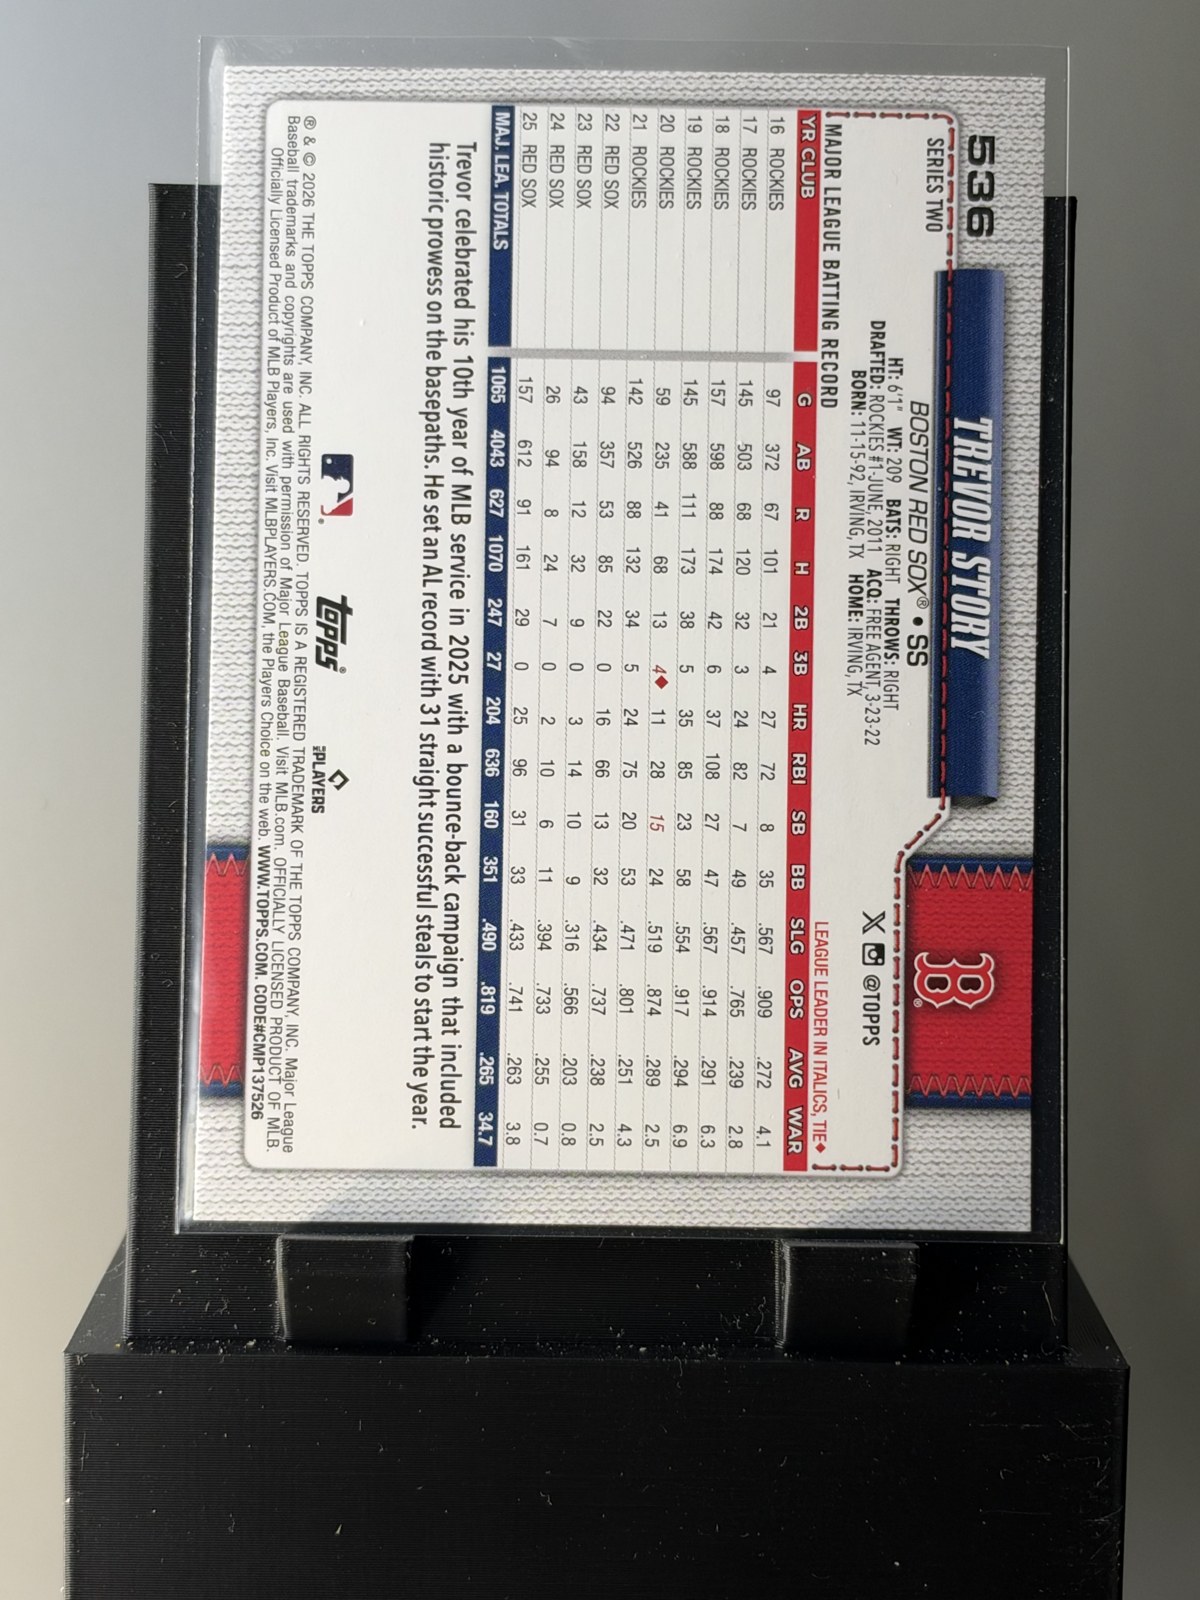 536
SERIES TWO
TREVOR STORY
BOSTON RED SOX® • SS
HT: 6'1" WT: 209 BATS: RIGHT THROWS: RIGHT
DRAFTED: ROCKIES #1-JUNE, 2011 ACQ: FREE AGENT, 3-23-22
BORN: 11-15-92, IRVING, TX HOME: IRVING, TX
B
®
X @TOPPS
MAJOR LEAGUE BATTING RECORD
LEAGUE LEADER IN ITALICS, TIE♦
YR CLUB G AB R H 2B 3B HR RBI SB BB SLG OPS AVG WAR
16 ROCKIES 97 372 67 101 21 4 27 72 8 35 .567 .909 .272 4.1
17 ROCKIES 145 503 68 120 32 3 24 82 7 49 .457 .765 .239 2.8
18 ROCKIES 157 598 88 174 42 6 37 108 27 47 .567 .914 .291 6.3
19 ROCKIES 145 588 111 173 38 5 35 85 23 58 .554 .917 .294 6.9
20 ROCKIES 59 235 41 68 13 4♦ 11 28 15 24 .519 .874 .289 2.5
21 ROCKIES 142 526 88 132 34 5 24 75 20 53 .471 .801 .251 4.3
22 RED SOX 94 357 53 85 22 0 16 66 13 32 .434 .737 .238 2.5
23 RED SOX 43 158 12 32 9 0 3 14 10 9 .316 .566 .203 0.8
24 RED SOX 26 94 8 24 7 0 2 10 6 11 .394 .733 .255 0.7
25 RED SOX 157 612 91 161 29 0 25 96 31 33 .433 .741 .263 3.8
MAJ. LEA. TOTALS 1065 4043 627 1070 247 27 204 636 160 351 .490 .819 .265 34.7
Trevor celebrated his 10th year of MLB service in 2025 with a bounce-back campaign that included
historic prowess on the basepaths. He set an AL record with 31 straight successful steals to start the year.
topps®
MLB PLAYERS
® & © 2026 THE TOPPS COMPANY, INC. ALL RIGHTS RESERVED. TOPPS IS A REGISTERED TRADEMARK OF THE TOPPS COMPANY, INC. Major League
Baseball trademarks and copyrights are used with permission of Major League Baseball. Visit MLB.com. OFFICIALLY LICENSED PRODUCT OF MLB.
Officially Licensed Product of MLB Players, Inc. Visit MLBPLAYERS.COM, the Players Choice on the web. WWW.TOPPS.COM. CODE#CMP137526